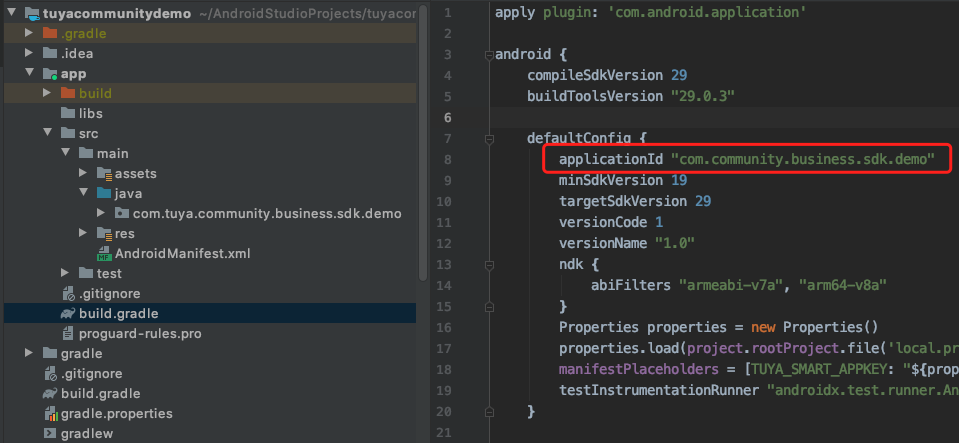 tuyacommunitydemo ~/AndroidStudioProjects/tuyacor
.gradle
.idea
app
build
libs
src
main
assets
java
com.tuya.community.business.sdk.demo
res
AndroidManifest.xml
test
.gitignore
build.gradle
proguard-rules.pro
gradle
.gitignore
build.gradle
gradle.properties
gradlew
1 apply plugin: 'com.android.application'
2
3 android {
4 compileSdkVersion 29
5 buildToolsVersion "29.0.3"
6
7 defaultConfig {
8 applicationId "com.community.business.sdk.demo"
9 minSdkVersion 19
10 targetSdkVersion 29
11 versionCode 1
12 versionName "1.0"
13 ndk {
14 abiFilters "armeabi-v7a", "arm64-v8a"
15 }
16 Properties properties = new Properties()
17 properties.load(project.rootProject.file('local.pr
18 manifestPlaceholders = [TUYA_SMART_APPKEY: "${prop
19 testInstrumentationRunner "androidx.test.runner.An
20 }
21